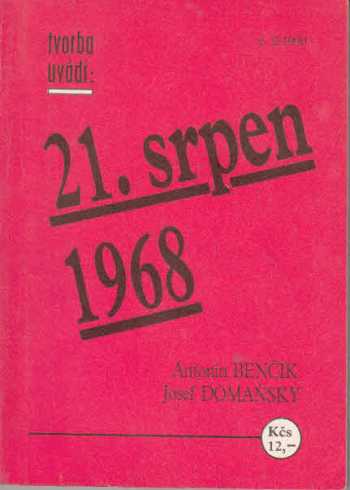 tvorba
uvádí:
21. srpen
1968
Antonín BENČÍK
Josef DOMAŇSKÝ
Kčs
12,–